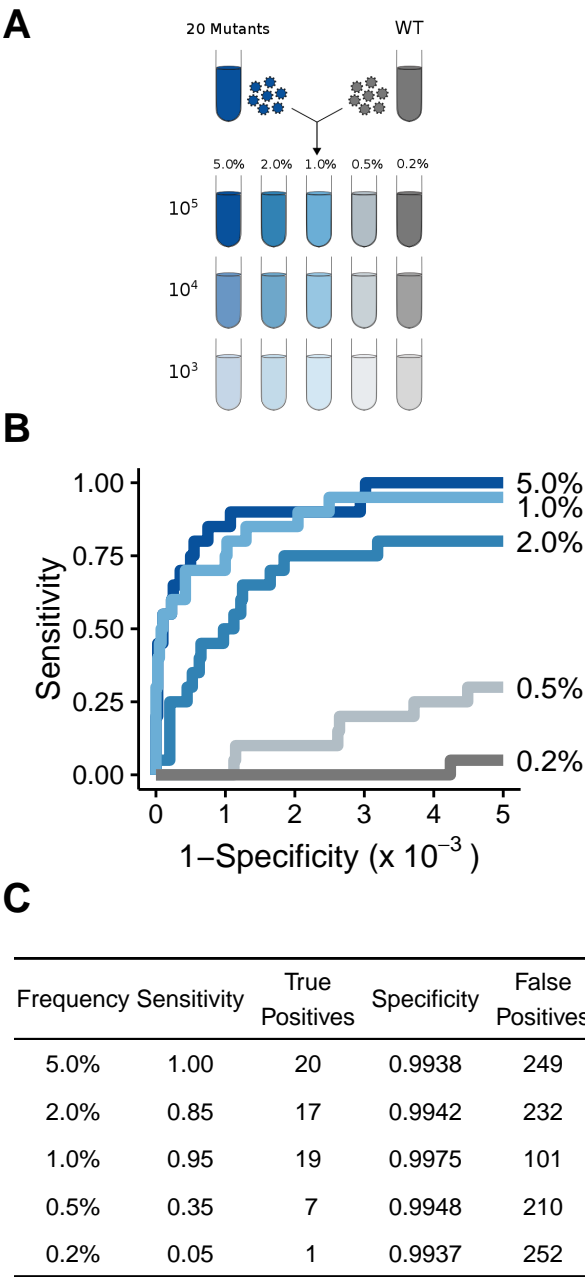 A
20 Mutants WT
5.0% 2.0% 1.0% 0.5% 0.2%
10⁵
10⁴
10³
B
1.00
0.75
0.50
0.25
0.00
Sensitivity
5.0%
1.0%
2.0%
0.5%
0.2%
0 1 2 3 4 5
1−Specificity (x 10⁻³ )
C
Frequency Sensitivity True Positives Specificity False Positives
5.0% 1.00 20 0.9938 249
2.0% 0.85 17 0.9942 232
1.0% 0.95 19 0.9975 101
0.5% 0.35 7 0.9948 210
0.2% 0.05 1 0.9937 252